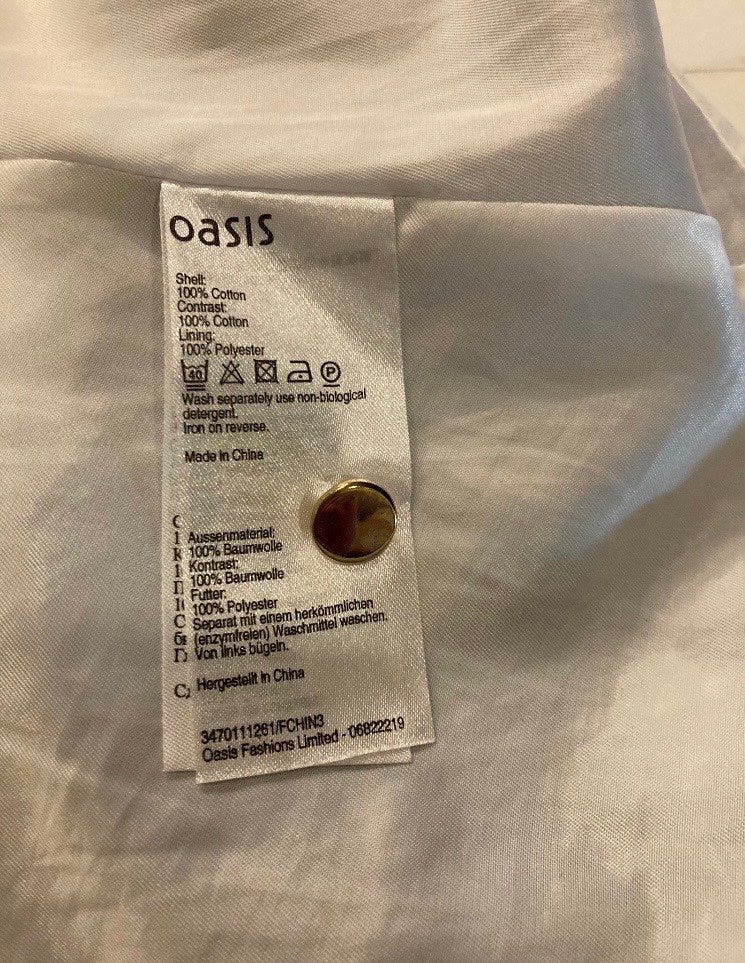 oasis
Shell:
100% Cotton
Contrast:
100% Cotton
Lining:
100% Polyester
40 P
Wash separately use non-biological
detergent.
Iron on reverse.
Made in China
Aussenmaterial:
100% Baumwolle
Kontrast:
100% Baumwolle
Futter:
100% Polyester
Separat mit einem herkömmlichen
(enzymfreien) Waschmittel waschen.
Von links bügeln.
Hergestellt in China
3470111261/FCHIN3
Oasis Fashions Limited - 06822219